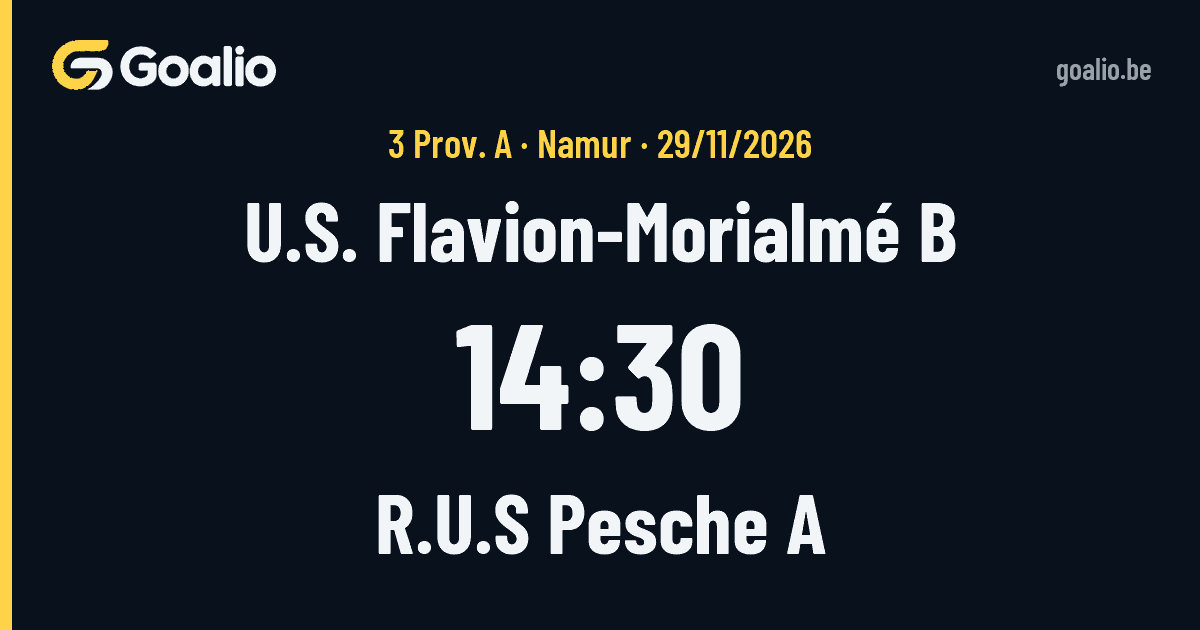 Goalio
goalio.be
3 Prov. A · Namur · 29/11/2026
U.S. Flavion-Morialmé B
14:30
R.U.S Pesche A